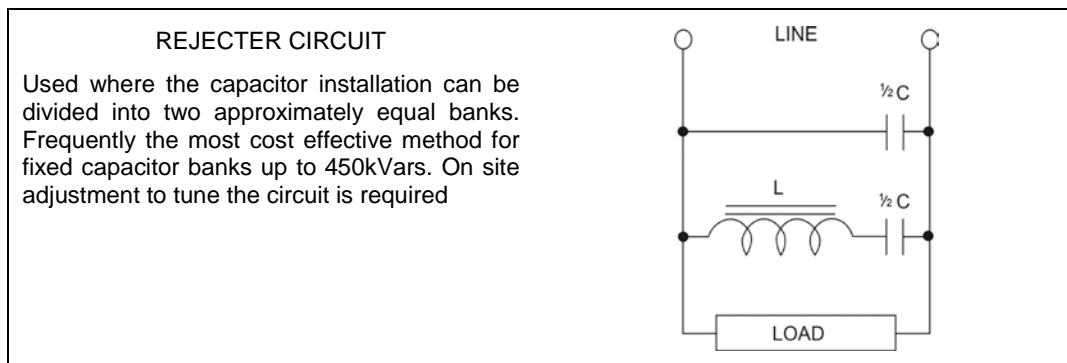 REJECTER CIRCUIT
Used where the capacitor installation can be
divided into two approximately equal banks.
Frequently the most cost effective method for
fixed capacitor banks up to 450kVars. On site
adjustment to tune the circuit is required
LINE
½ C
L
½ C
LOAD